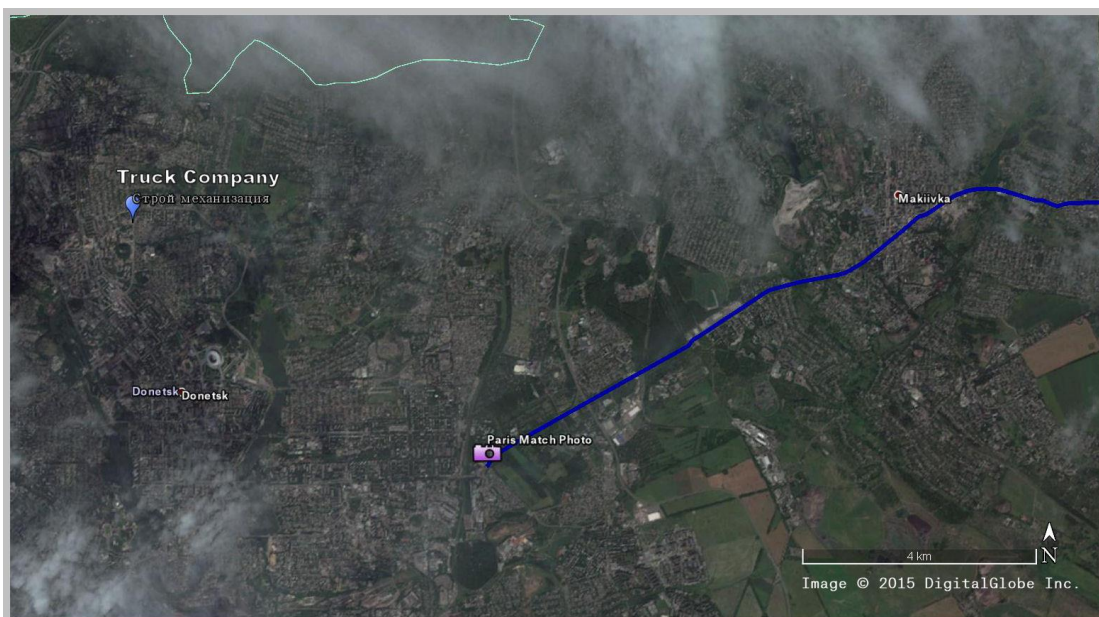 Truck Company
Строй механизация
Makiivka
Donetsk
Donetsk
Paris Match Photo
4 km
N
Image © 2015 DigitalGlobe Inc.